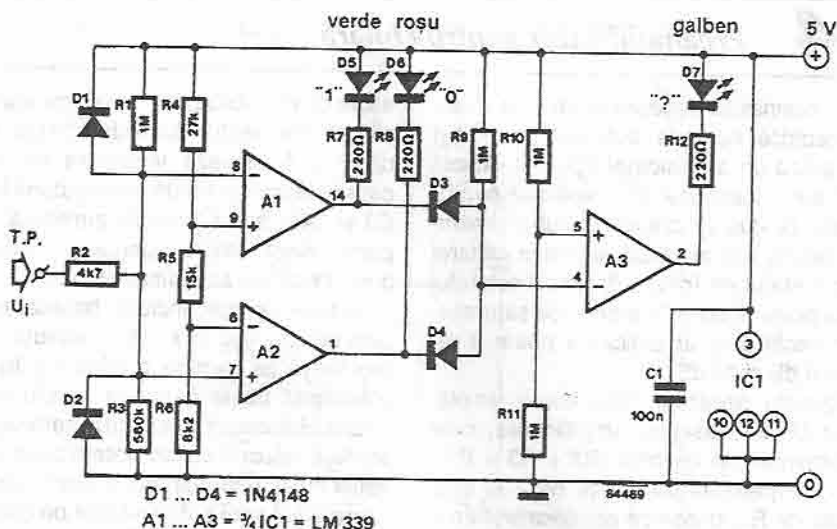 verde roșu
galben
5 V
D5
D6
D7
"1"
"0"
"?"
D1
R1
1M
R4
27k
R7
220Ω
R8
220Ω
1M
R10
1M
R12
220Ω
8
9
A1
14
D3
T.P.
Ui
R2
4k7
R5
15k
5
4
A3
2
6
7
A2
1
D4
D2
R3
560k
R6
8k2
R11
1M
C1
100n
3
IC1
10
12
11
84489
0
D1 ... D4 = 1N4148
A1 ... A3 = ¾ IC1 = LM 339